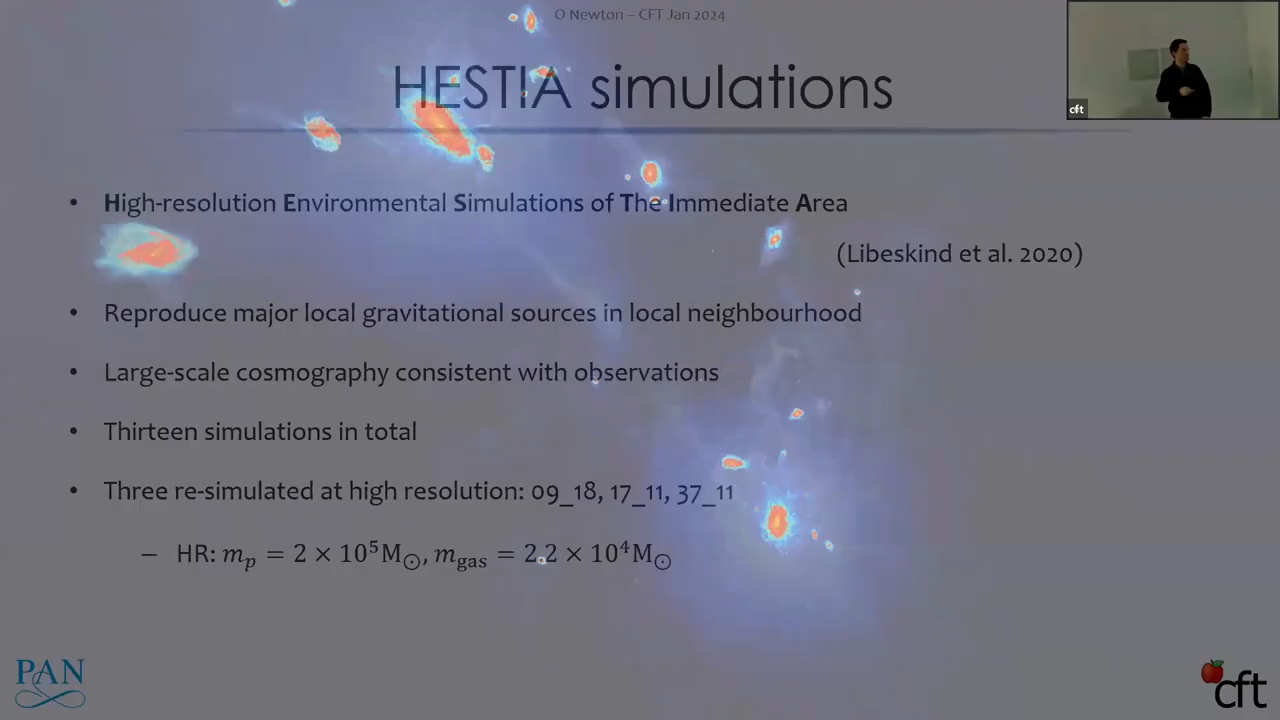 O Newton – CFT Jan 2024
HESTIA simulations
cft
• High-resolution Environmental Simulations of The Immediate Area
(Libeskind et al. 2020)
• Reproduce major local gravitational sources in local neighbourhood
• Large-scale cosmography consistent with observations
• Thirteen simulations in total
• Three re-simulated at high resolution: 09_18, 17_11, 37_11
– HR: m_p = 2 × 10⁵M_⊙, m_gas = 2.2 × 10⁴M_⊙
PAN
cft